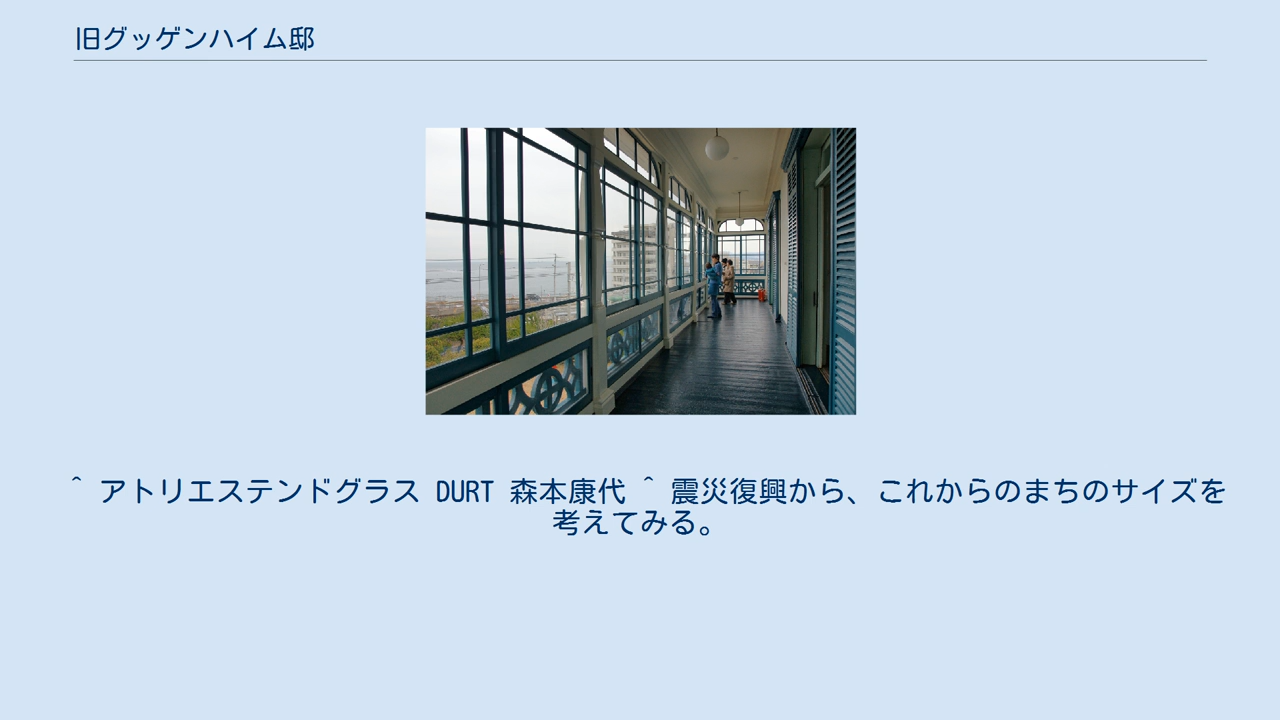 旧グッゲンハイム邸
^ アトリエステンドグラス DURT 森本康代 ^ 震災復興から、これからのまちのサイズを
考えてみる。